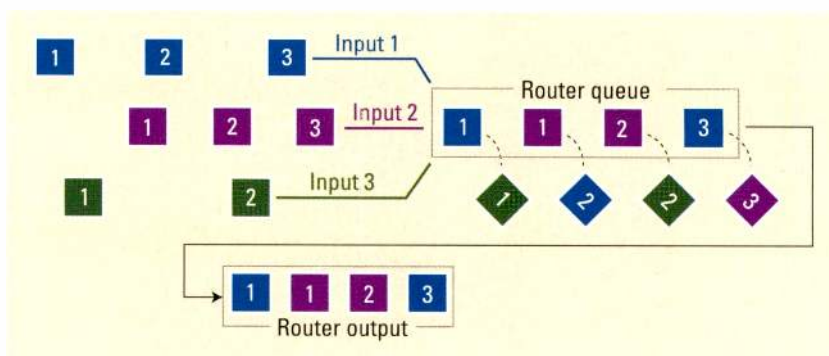 1 2 3 Input 1
1 2 3 Input 2
Router queue
1 1 2 3
1 2 Input 3
1 2 2 3
1 1 2 3
Router output